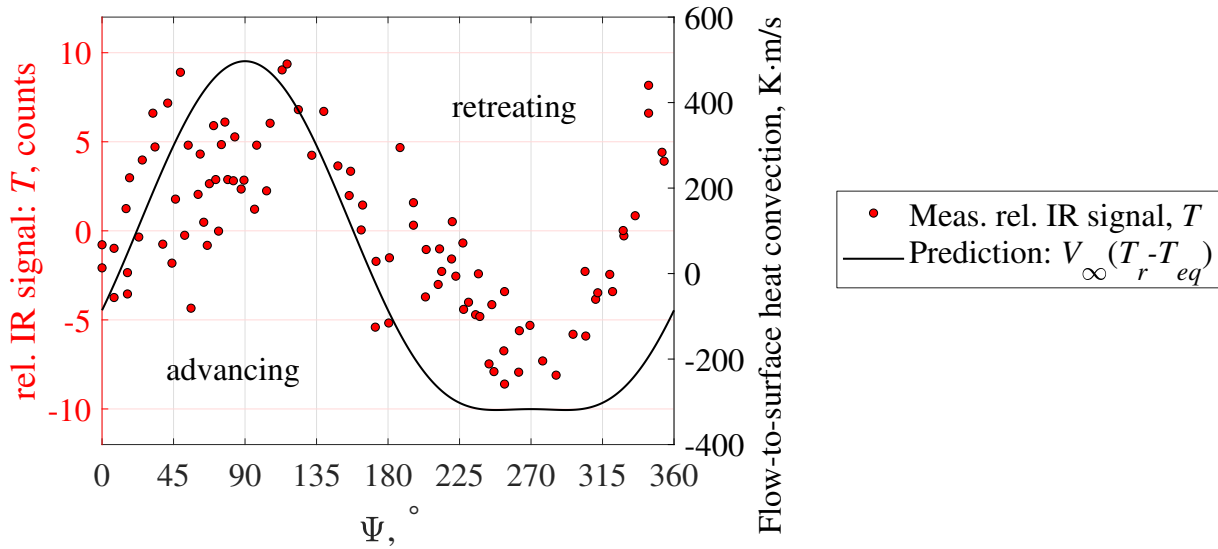 10
5
0
-5
-10
rel. IR signal: T, counts
600
400
200
0
-200
-400
Flow-to-surface heat convection, K·m/s
retreating
advancing
0 45 90 135 180 225 270 315 360
Ψ, °
Meas. rel. IR signal, T
Prediction: V∞(Tr-Teq)